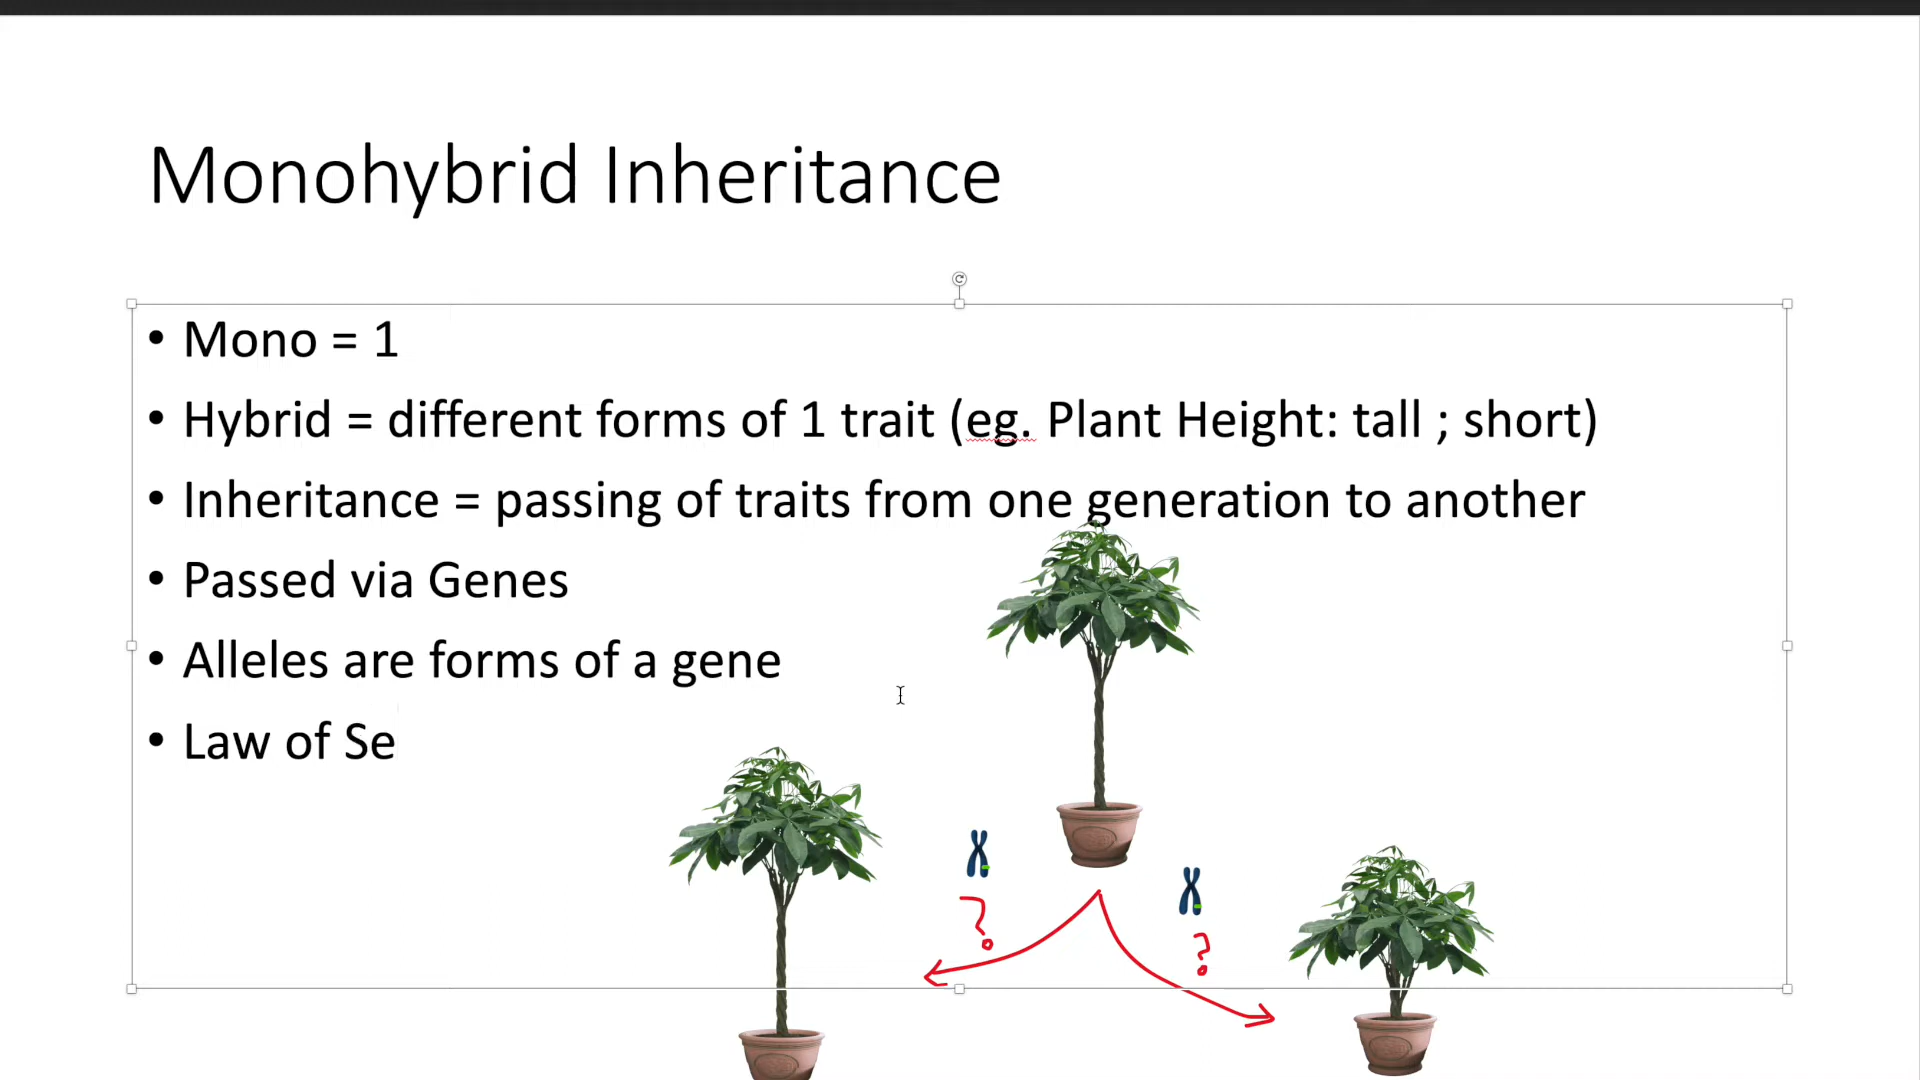 Monohybrid Inheritance
• Mono = 1
• Hybrid = different forms of 1 trait (eg. Plant Height: tall ; short)
• Inheritance = passing of traits from one generation to another
• Passed via Genes
• Alleles are forms of a gene
• Law of Se
?
?